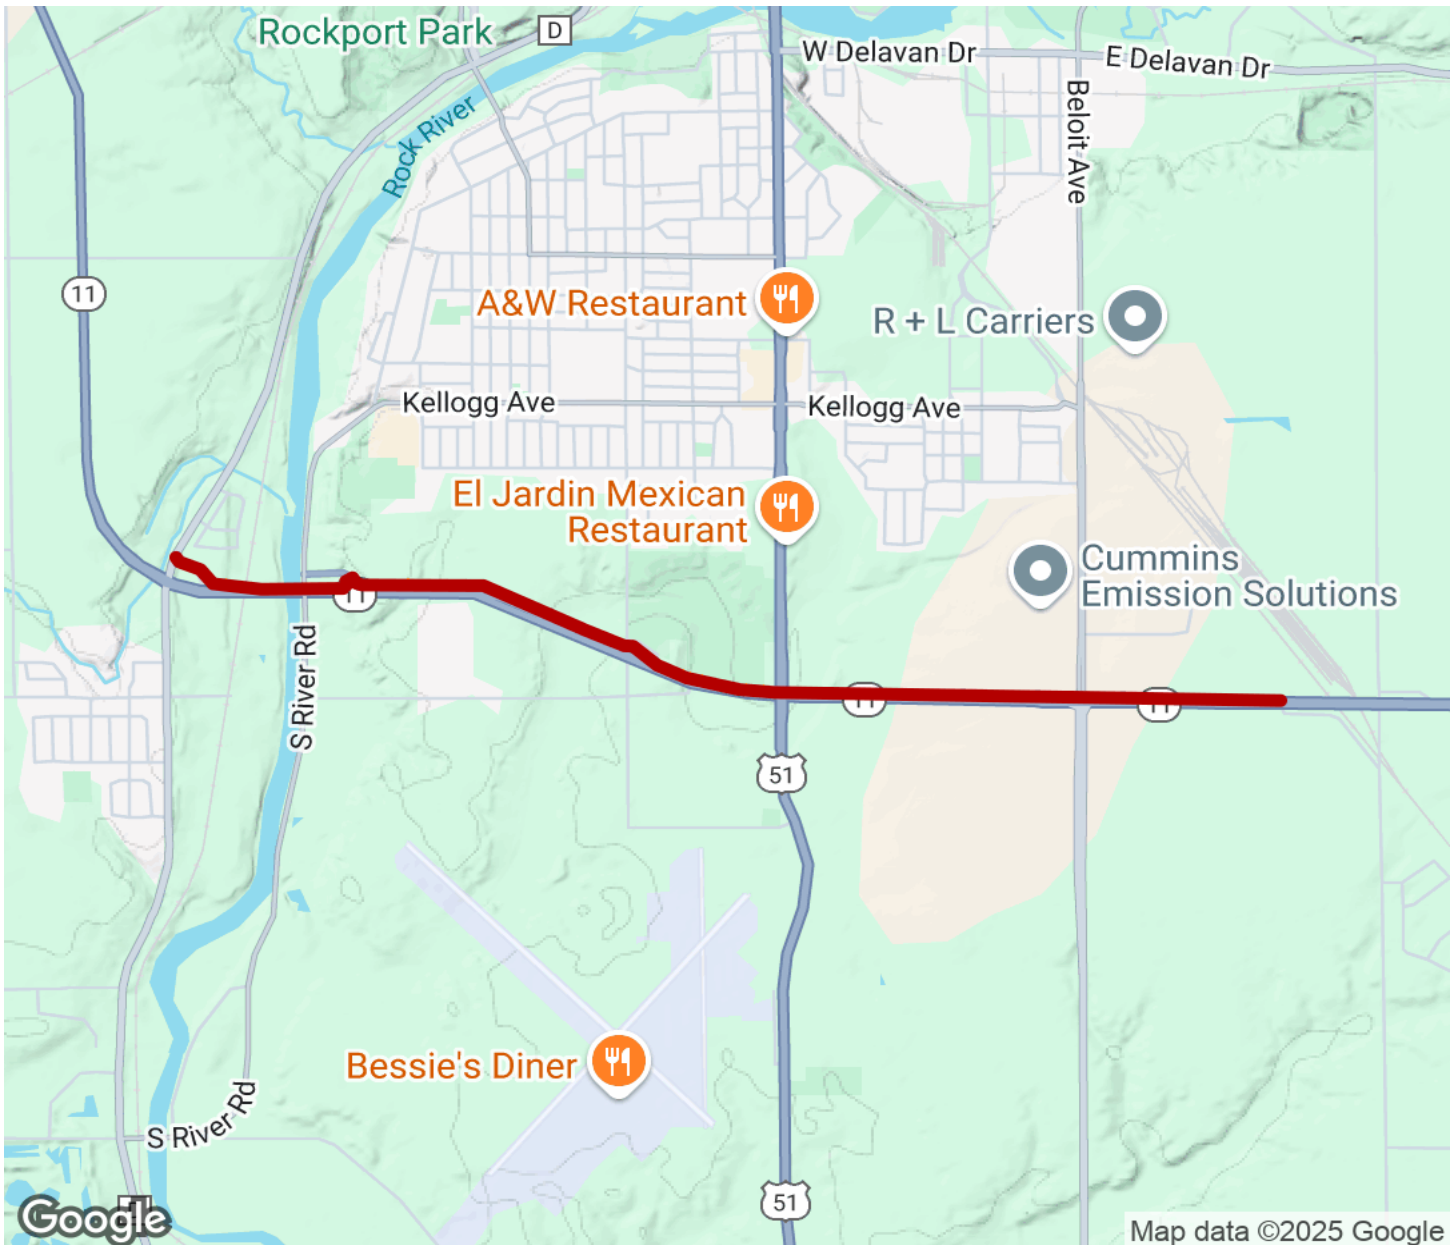 Rockport Park
D
W Delavan Dr
E Delavan Dr
Rock River
Beloit Ave
11
A&W Restaurant
R + L Carriers
Kellogg Ave
Kellogg Ave
El Jardin Mexican
Restaurant
Cummins
Emission Solutions
11
S River Rd
11
11
51
Bessie's Diner
S River Rd
51
Google
Map data ©2025 Google